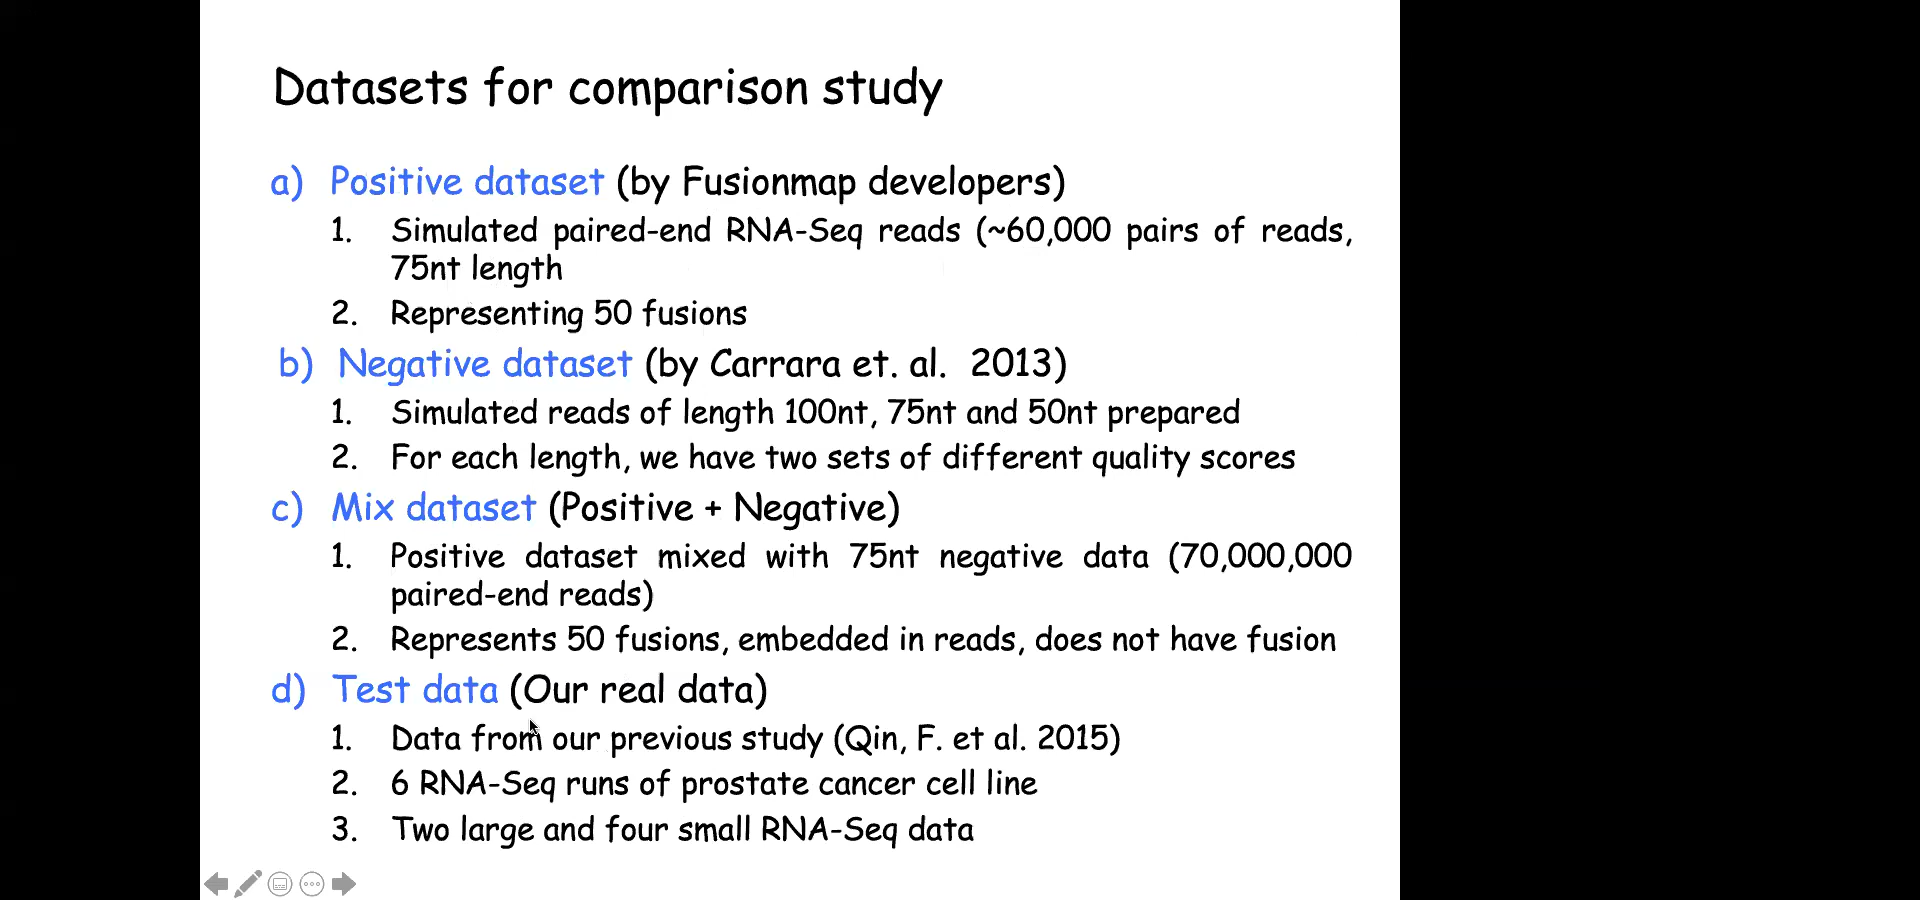 Datasets for comparison study
a) Positive dataset (by Fusionmap developers)
1. Simulated paired-end RNA-Seq reads (~60,000 pairs of reads,
75nt length
2. Representing 50 fusions
b) Negative dataset (by Carrara et. al. 2013)
1. Simulated reads of length 100nt, 75nt and 50nt prepared
2. For each length, we have two sets of different quality scores
c) Mix dataset (Positive + Negative)
1. Positive dataset mixed with 75nt negative data (70,000,000
paired-end reads)
2. Represents 50 fusions, embedded in reads, does not have fusion
d) Test data (Our real data)
1. Data from our previous study (Qin, F. et al. 2015)
2. 6 RNA-Seq runs of prostate cancer cell line
3. Two large and four small RNA-Seq data